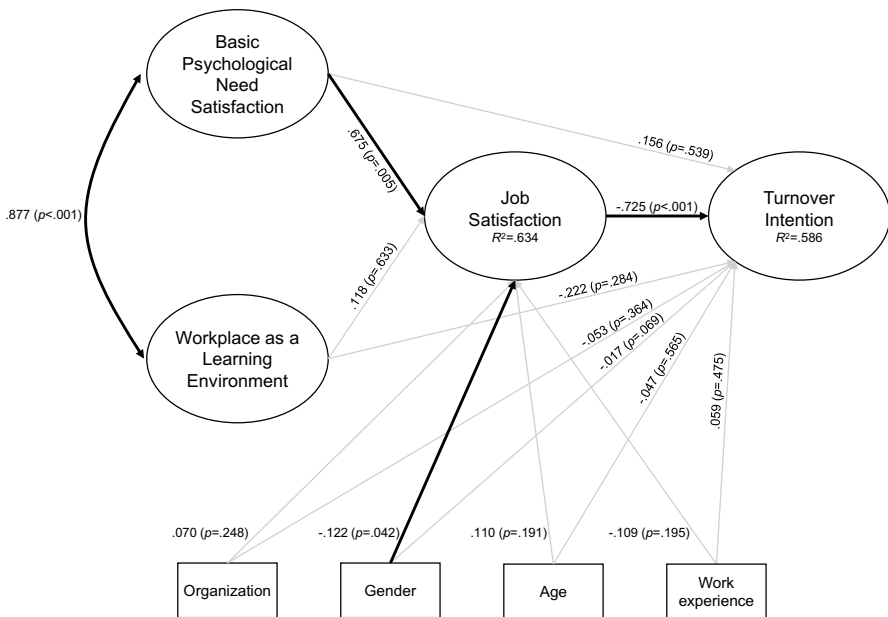 Basic
Psychological
Need
Satisfaction
.156 (p=.539)
.675 (p=.005)
.877 (p<.001)
Job
Satisfaction
R²=.634
-.725 (p<.001)
Turnover
Intention
R²=.586
.118 (p=.633)
-.222 (p=.284)
Workplace as a
Learning
Environment
-.053 (p=.364)
-.017 (p=.069)
-.047 (p=.565)
.059 (p=.475)
.070 (p=.248)
-.122 (p=.042)
.110 (p=.191)
-.109 (p=.195)
Organization
Gender
Age
Work
experience